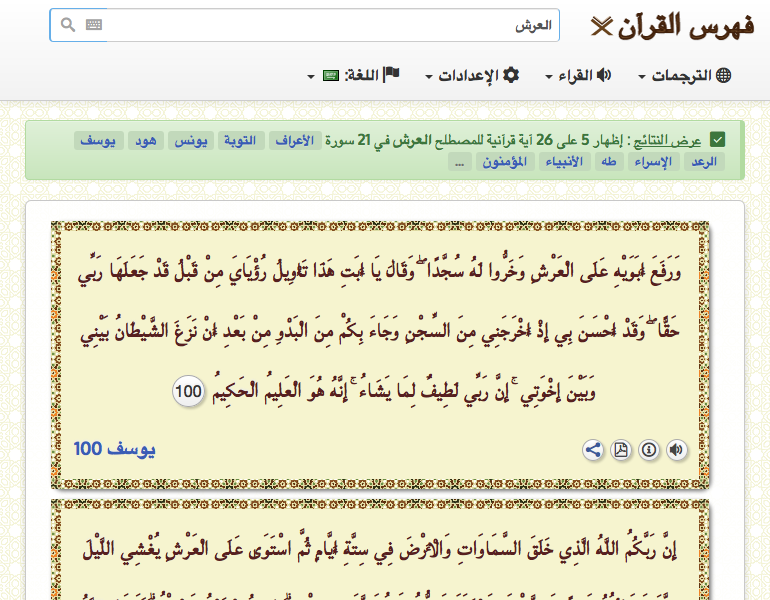 فهرس القرآن
العرش
الترجمات القراء الإعدادات اللغة:
عرض النتائج : إظهار 5 على 26 آية قرآنية للمصطلح العرش في 21 سورة الأعراف التوبة يونس هود يوسف
الرعد الإسراء طه الأنبياء المؤمنون ...
وَرَفَعَ أَبَوَيْهِ عَلَى الْعَرْشِ وَخَرُّوا لَهُ سُجَّدًا ۖ وَقَالَ يَا أَبَتِ هَٰذَا تَأْوِيلُ رُؤْيَايَ مِنْ قَبْلُ قَدْ جَعَلَهَا رَبِّي
حَقًّا ۖ وَقَدْ أَحْسَنَ بِي إِذْ أَخْرَجَنِي مِنَ السِّجْنِ وَجَاءَ بِكُمْ مِنَ الْبَدْوِ مِنْ بَعْدِ أَنْ نَزَغَ الشَّيْطَانُ بَيْنِي
وَبَيْنَ إِخْوَتِي ۚ إِنَّ رَبِّي لَطِيفٌ لِمَا يَشَاءُ ۚ إِنَّهُ هُوَ الْعَلِيمُ الْحَكِيمُ 100
يوسف 100
إِنَّ رَبَّكُمُ اللَّهُ الَّذِي خَلَقَ السَّمَاوَاتِ وَالْأَرْضَ فِي سِتَّةِ أَيَّامٍ ثُمَّ اسْتَوَىٰ عَلَى الْعَرْشِ يُغْشِي اللَّيْلَ